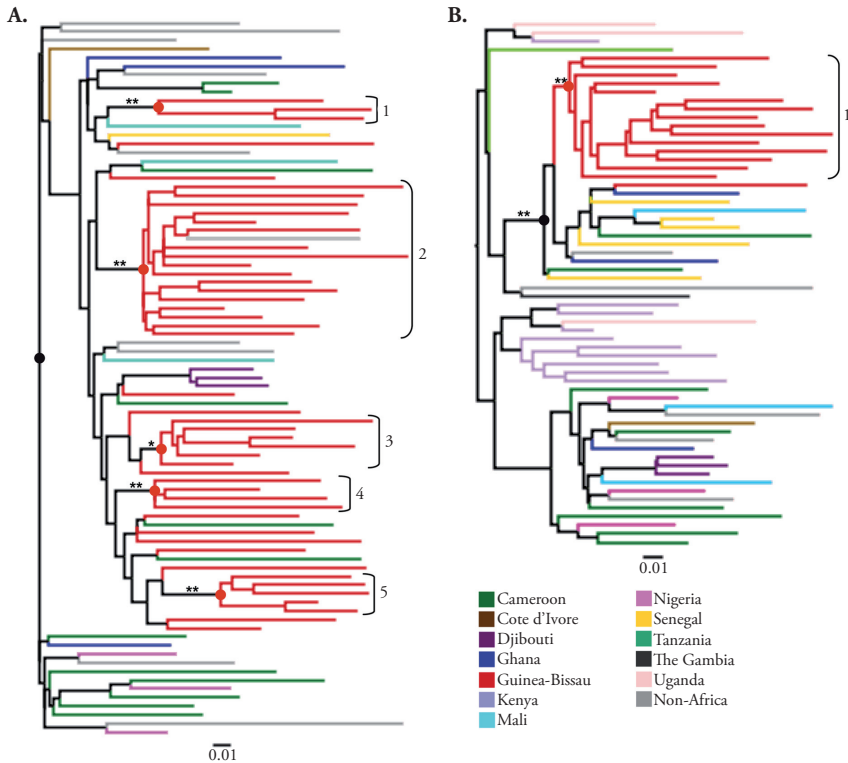 A.
B.
**
1
**
1
**
2
**
*
3
**
4
**
5
0.01
0.01
Cameroon
Cote d'Ivore
Djibouti
Ghana
Guinea-Bissau
Kenya
Mali
Nigeria
Senegal
Tanzania
The Gambia
Uganda
Non-Africa